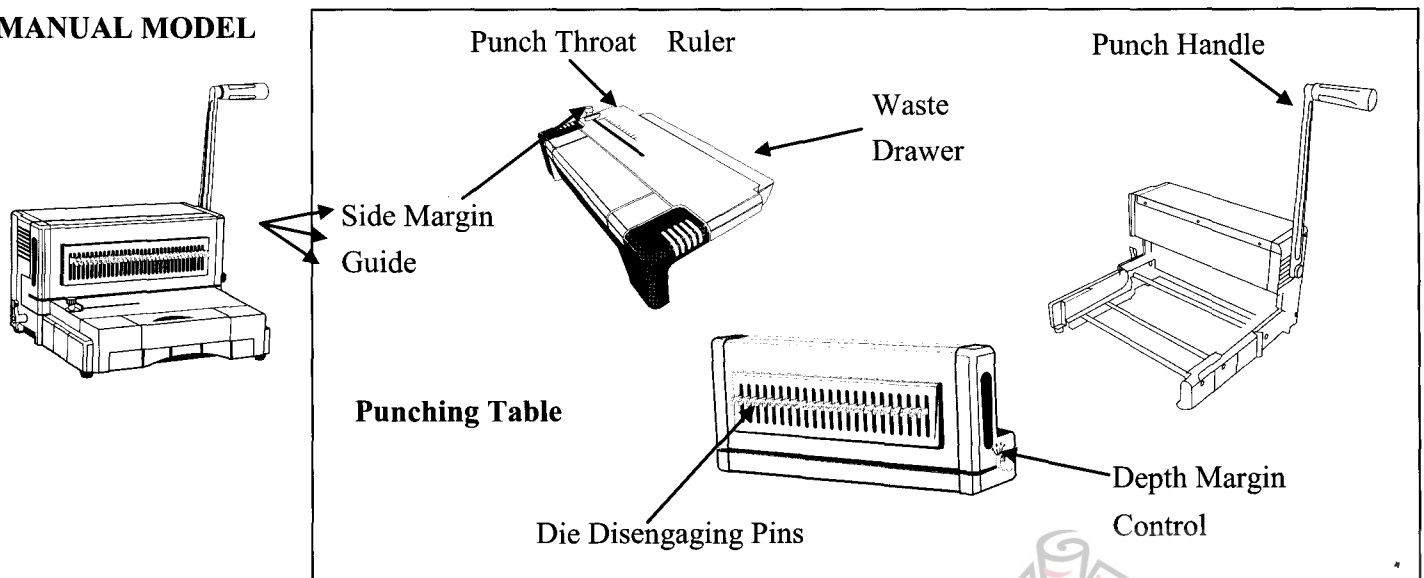 MANUAL MODEL
Punch Throat Ruler
Punch Handle
Waste
Drawer
Side Margin
Guide
Punching Table
Depth Margin
Control
Die Disengaging Pins